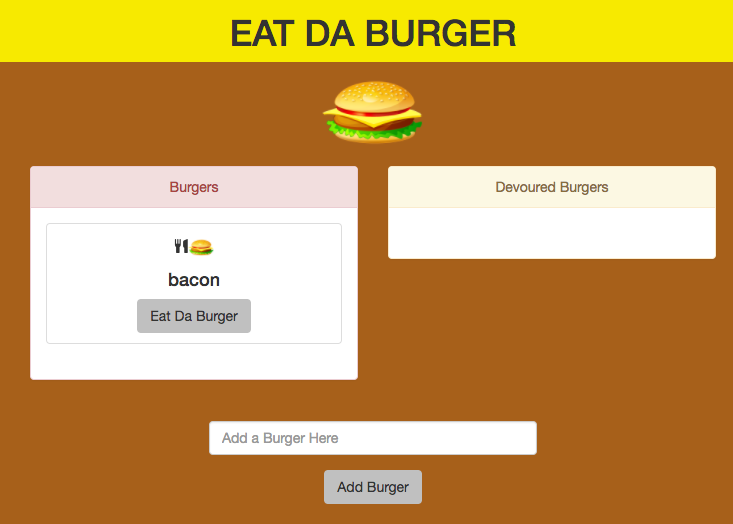 EAT DA BURGER
Burgers
bacon
Eat Da Burger
Devoured Burgers
Add a Burger Here
Add Burger